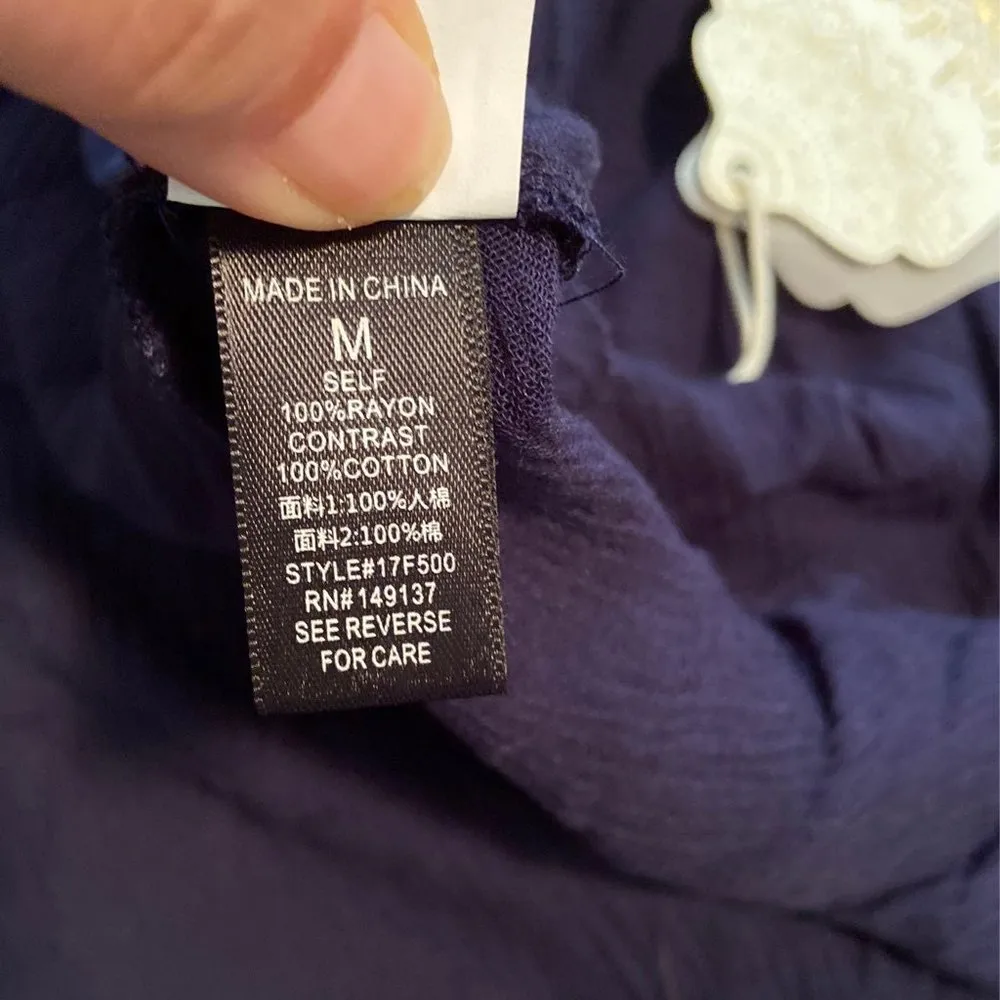 MADE IN CHINA
M
SELF
100%RAYON
CONTRAST
100%COTTON
面料1:100%人棉
面料2:100%棉
STYLE#17F500
RN#149137
SEE REVERSE
FOR CARE